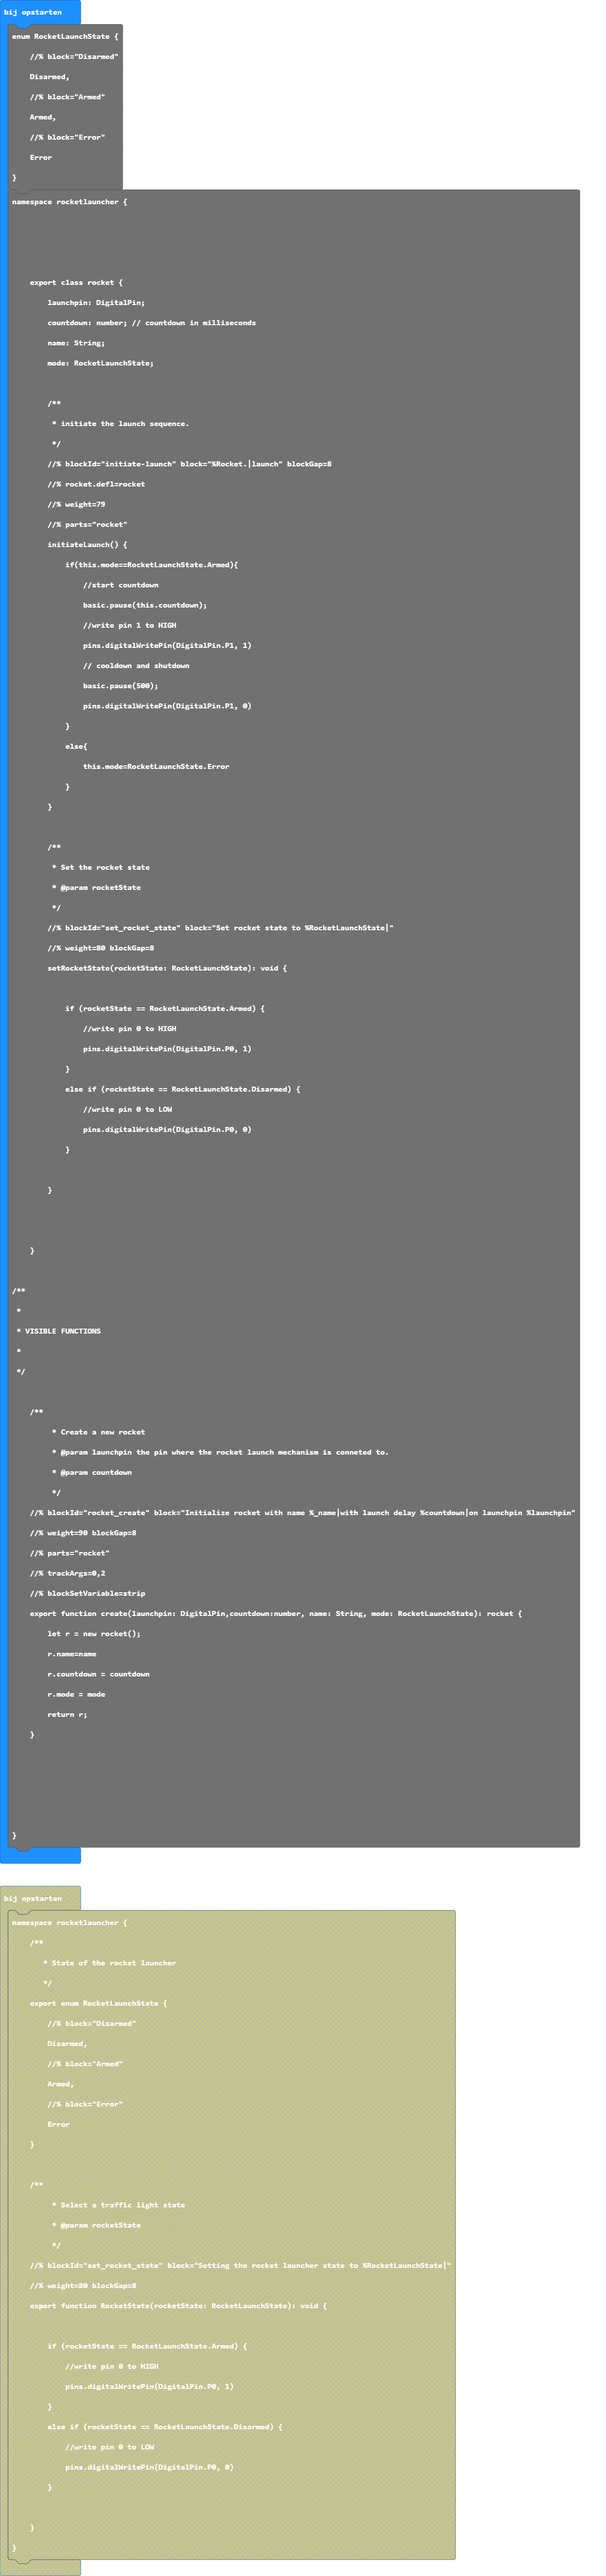 bij opstarten
enum RocketLaunchState {
//% block="Disarmed"
Disarmed,
//% block="Armed"
Armed,
//% block="Error"
Error
}
namespace rocketlauncher {
export class rocket {
launchpin: DigitalPin;
countdown: number; // countdown in milliseconds
name: String;
mode: RocketLaunchState;
/**
* initiate the launch sequence.
*/
//% blockId="initiate-launch" block="%Rocket.|launch" blockGap=8
//% rocket.defl=rocket
//% weight=79
//% parts="rocket"
initiateLaunch() {
if(this.mode==RocketLaunchState.Armed){
//start countdown
basic.pause(this.countdown);
//write pin 1 to HIGH
pins.digitalWritePin(DigitalPin.P1, 1)
// cooldown and shutdown
basic.pause(500);
pins.digitalWritePin(DigitalPin.P1, 0)
}
else{
this.mode=RocketLaunchState.Error
}
}
/**
* Set the rocket state
* @param rocketState
*/
//% blockId="set_rocket_state" block="Set rocket state to %RocketLaunchState|"
//% weight=80 blockGap=8
setRocketState(rocketState: RocketLaunchState): void {
if (rocketState == RocketLaunchState.Armed) {
//write pin 0 to HIGH
pins.digitalWritePin(DigitalPin.P0, 1)
}
else if (rocketState == RocketLaunchState.Disarmed) {
//write pin 0 to LOW
pins.digitalWritePin(DigitalPin.P0, 0)
}
}
}
/**
*
* VISIBLE FUNCTIONS
*
*/
/**
* Create a new rocket
* @param launchpin the pin where the rocket launch mechanism is conneted to.
* @param countdown
*/
//% blockId="rocket_create" block="Initialize rocket with name %_name|with launch delay %countdown|on launchpin %launchpin"
//% weight=90 blockGap=8
//% parts="rocket"
//% trackArgs=0,2
//% blockSetVariable=strip
export function create(launchpin: DigitalPin,countdown:number, name: String, mode: RocketLaunchState): rocket {
let r = new rocket();
r.name=name
r.countdown = countdown
r.mode = mode
return r;
}
}
bij opstarten
namespace rocketlauncher {
/**
* State of the rocket launcher
*/
export enum RocketLaunchState {
//% block="Disarmed"
Disarmed,
//% block="Armed"
Armed,
//% block="Error"
Error
}
/**
* Select a traffic light state
* @param rocketState
*/
//% blockId="set_rocket_state" block="Setting the rocket launcher state to %RocketLaunchState|"
//% weight=80 blockGap=8
export function RocketState(rocketState: RocketLaunchState): void {
if (rocketState == RocketLaunchState.Armed) {
//write pin 0 to HIGH
pins.digitalWritePin(DigitalPin.P0, 1)
}
else if (rocketState == RocketLaunchState.Disarmed) {
//write pin 0 to LOW
pins.digitalWritePin(DigitalPin.P0, 0)
}
}
}